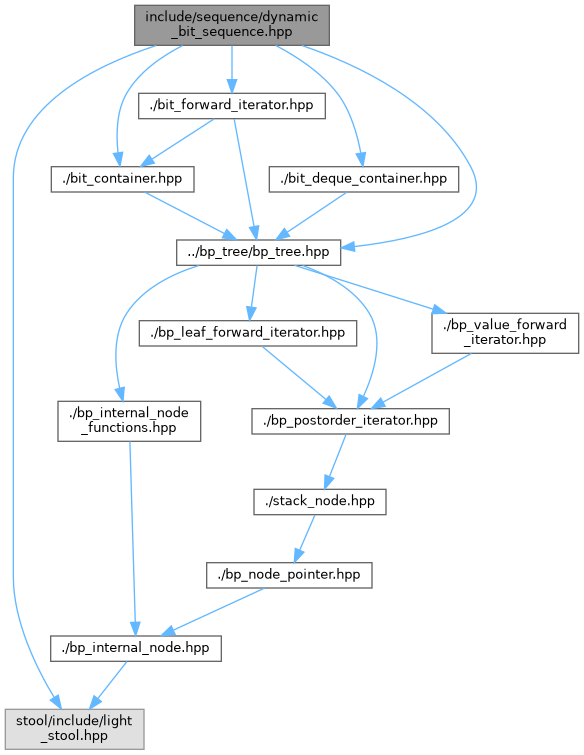 include/sequence/dynamic
_bit_sequence.hpp
./bit_forward_iterator.hpp
./bit_container.hpp
./bit_deque_container.hpp
../bp_tree/bp_tree.hpp
./bp_leaf_forward_iterator.hpp
./bp_value_forward
_iterator.hpp
./bp_internal_node
_functions.hpp
./bp_postorder_iterator.hpp
./stack_node.hpp
./bp_node_pointer.hpp
./bp_internal_node.hpp
stool/include/light
_stool.hpp